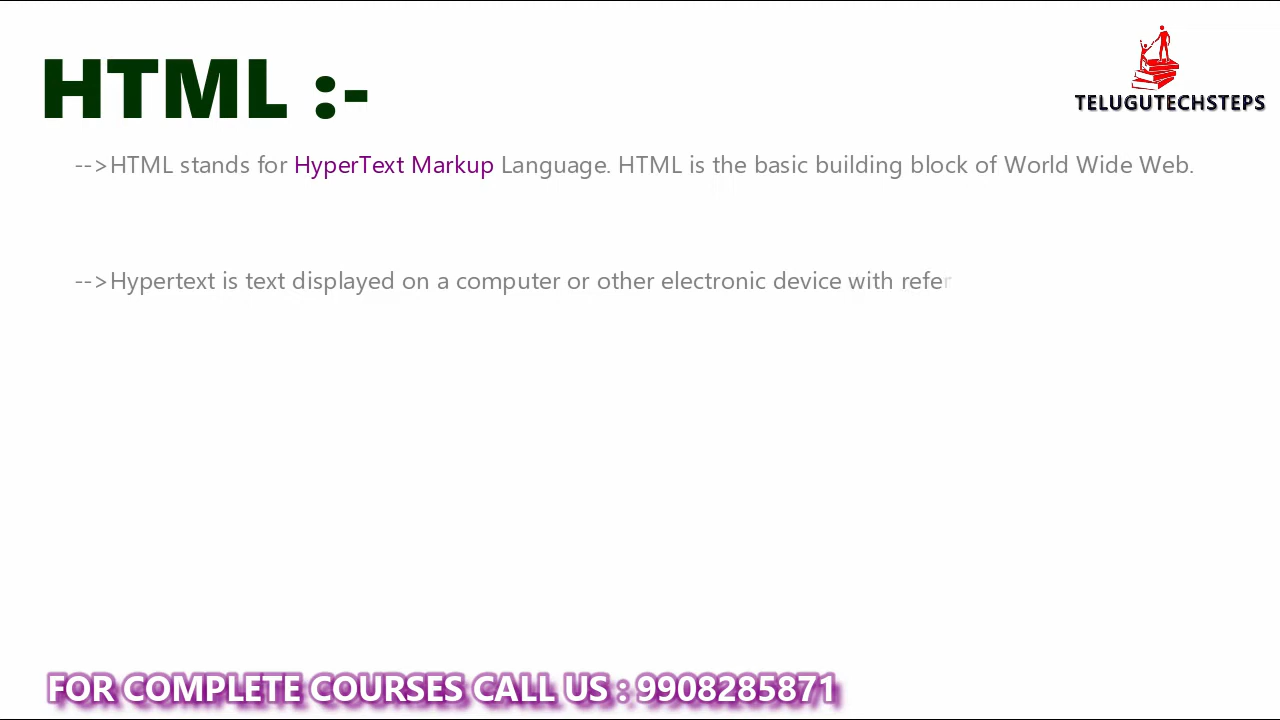 HTML :-
TELUGUTECHSTEPS
-->HTML stands for HyperText Markup Language. HTML is the basic building block of World Wide Web.
-->Hypertext is text displayed on a computer or other electronic device with refer
FOR COMPLETE COURSES CALL US : 9908285871